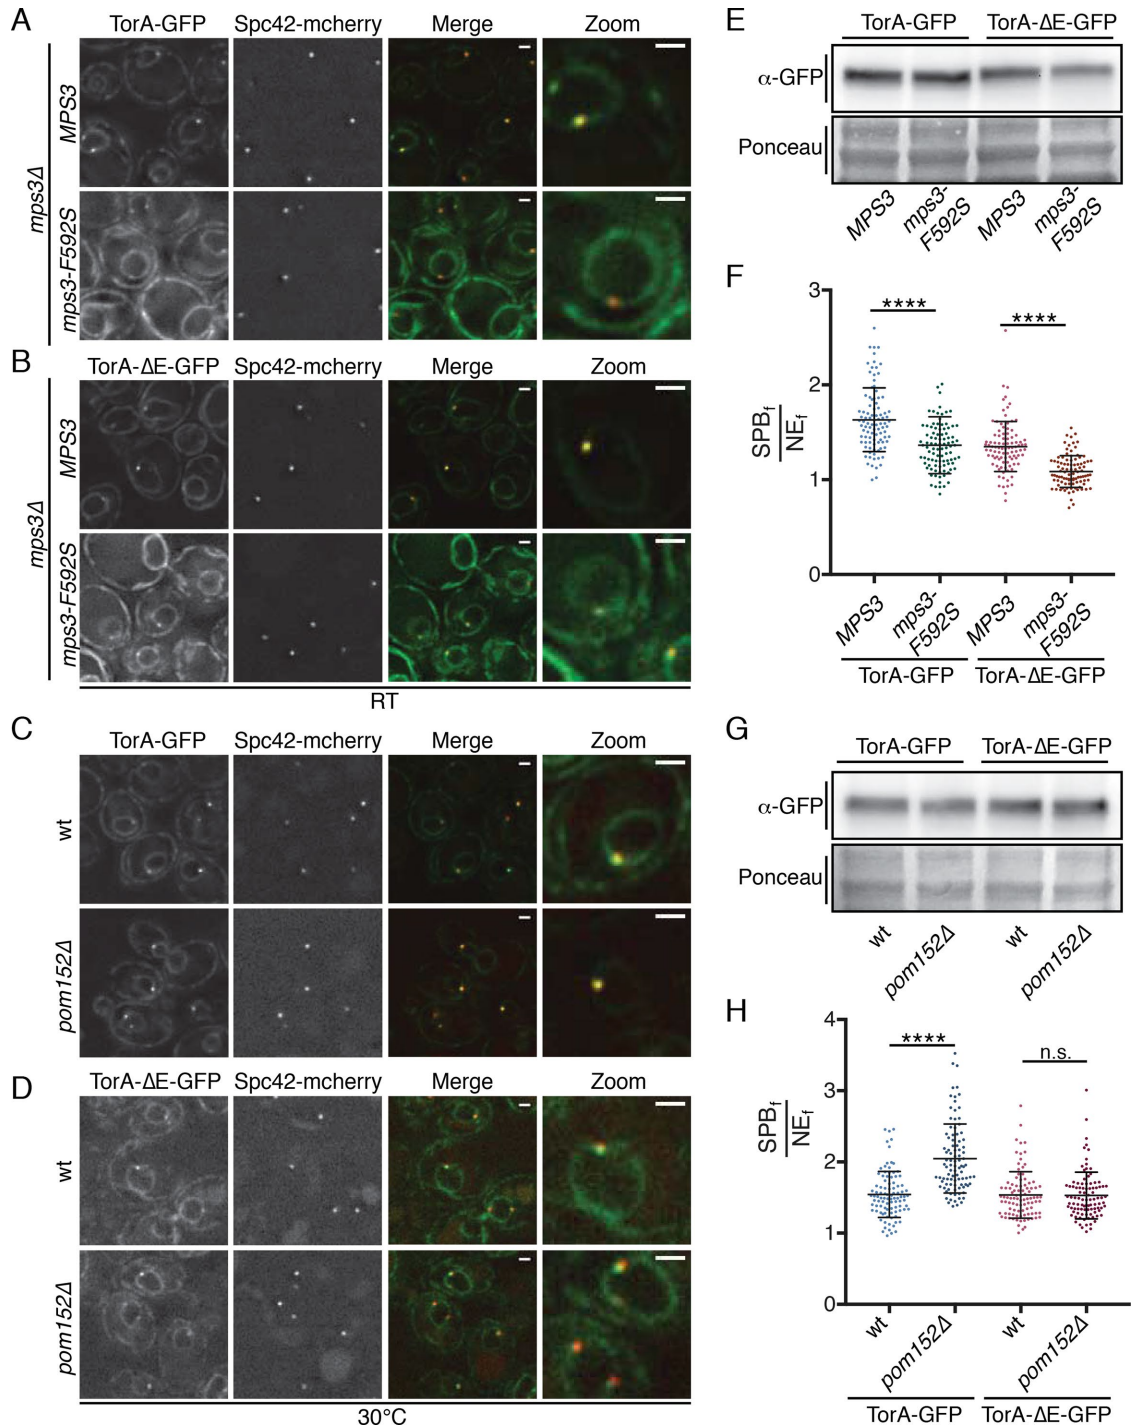 A
TorA-GFP Spc42-mcherry Merge Zoom
mps3Δ
MPS3
mps3-F592S
B
TorA-ΔE-GFP Spc42-mcherry Merge Zoom
mps3Δ
MPS3
mps3-F592S
RT
C
TorA-GFP Spc42-mcherry Merge Zoom
wt
pom152Δ
D
TorA-ΔE-GFP Spc42-mcherry Merge Zoom
wt
pom152Δ
30°C
E
TorA-GFP TorA-ΔE-GFP
α-GFP
Ponceau
MPS3 mps3-F592S MPS3 mps3-F592S
F
SPBf
NEf
3
2
1
0
**** ****
MPS3 mps3-F592S MPS3 mps3-F592S
TorA-GFP TorA-ΔE-GFP
G
TorA-GFP TorA-ΔE-GFP
α-GFP
Ponceau
wt pom152Δ wt pom152Δ
H
SPBf
NEf
4
3
2
1
0
**** n.s.
wt pom152Δ wt pom152Δ
TorA-GFP TorA-ΔE-GFP